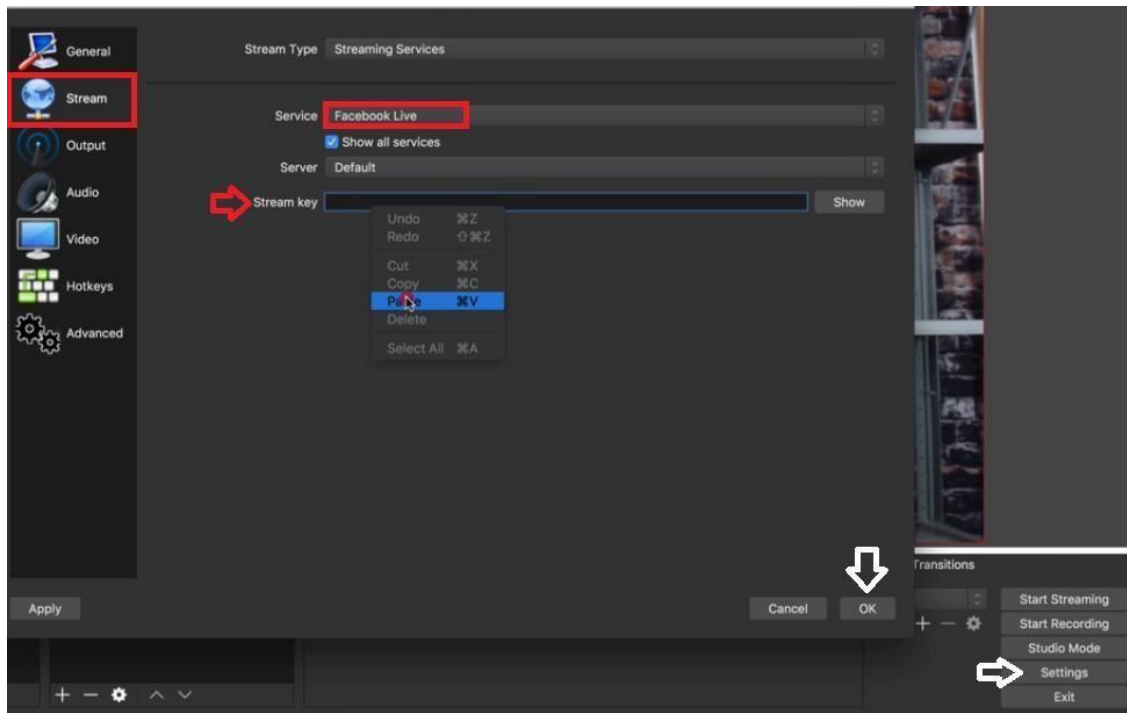 General
Stream
Output
Audio
Video
Hotkeys
Advanced
Stream Type Streaming Services
Service Facebook Live
Show all services
Server Default
Stream key Show
Undo ⌘Z
Redo ⇧⌘Z
Cut ⌘X
Copy ⌘C
⌘V
Delete
Select All ⌘A
Apply Cancel OK
Transitions
Start Streaming
Start Recording
Studio Mode
Settings
Exit